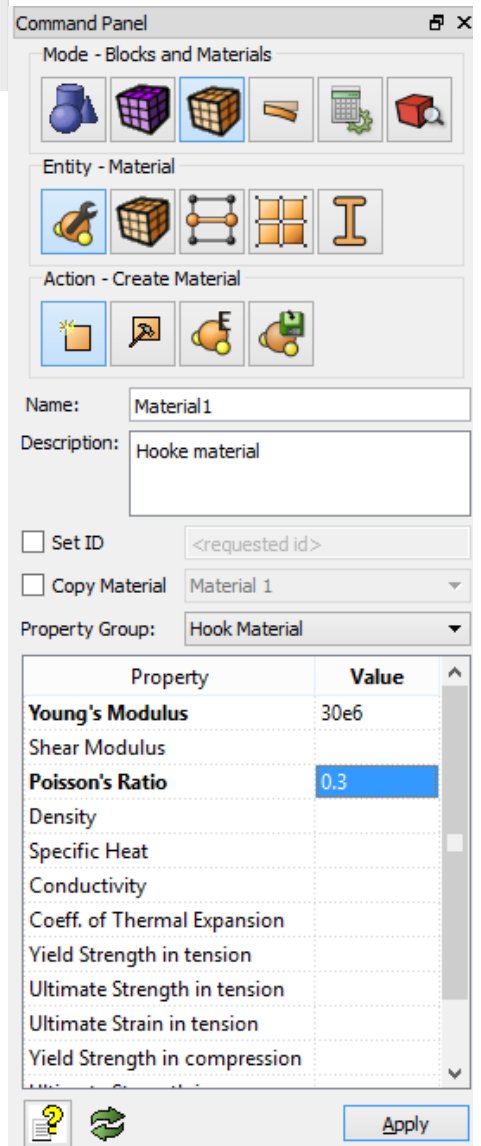 Command Panel
Mode - Blocks and Materials
Entity - Material
Action - Create Material
E
Name: Material1
Description: Hooke material
Set ID <requested id>
Copy Material Material 1
Property Group: Hook Material
Property Value
Young's Modulus 30e6
Shear Modulus
Poisson's Ratio 0.3
Density
Specific Heat
Conductivity
Coeff. of Thermal Expansion
Yield Strength in tension
Ultimate Strength in tension
Ultimate Strain in tension
Yield Strength in compression
Apply